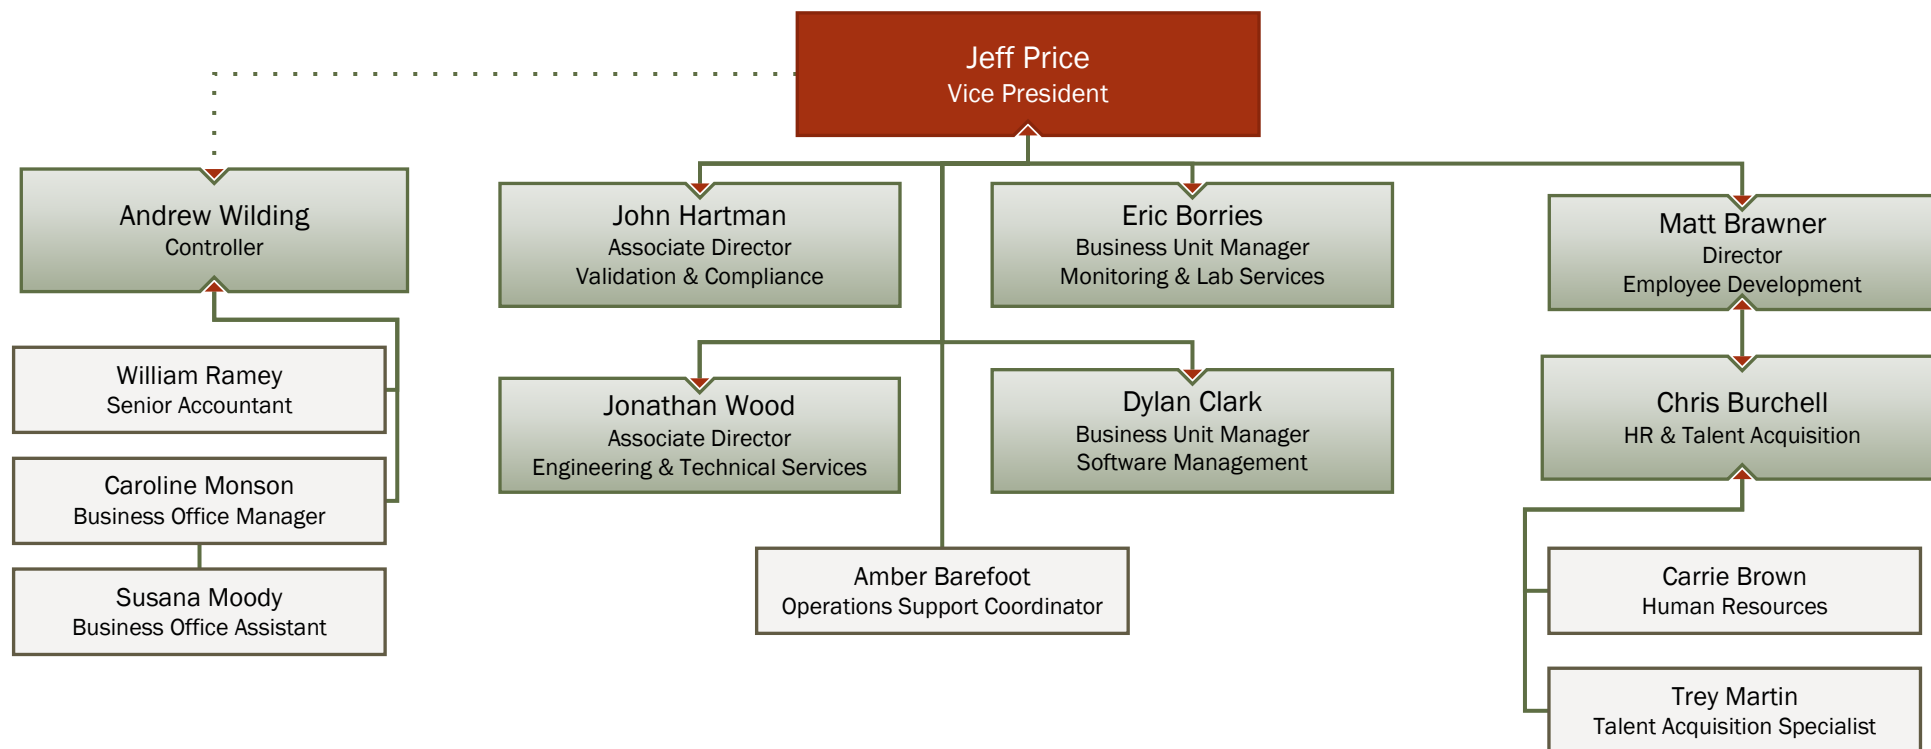 Jeff Price
Vice President
Andrew Wilding
Controller
John Hartman
Associate Director
Validation & Compliance
Eric Borries
Business Unit Manager
Monitoring & Lab Services
Matt Brawner
Director
Employee Development
William Ramey
Senior Accountant
Jonathan Wood
Associate Director
Engineering & Technical Services
Dylan Clark
Business Unit Manager
Software Management
Chris Burchell
HR & Talent Acquisition
Caroline Monson
Business Office Manager
Susana Moody
Business Office Assistant
Amber Barefoot
Operations Support Coordinator
Carrie Brown
Human Resources
Trey Martin
Talent Acquisition Specialist